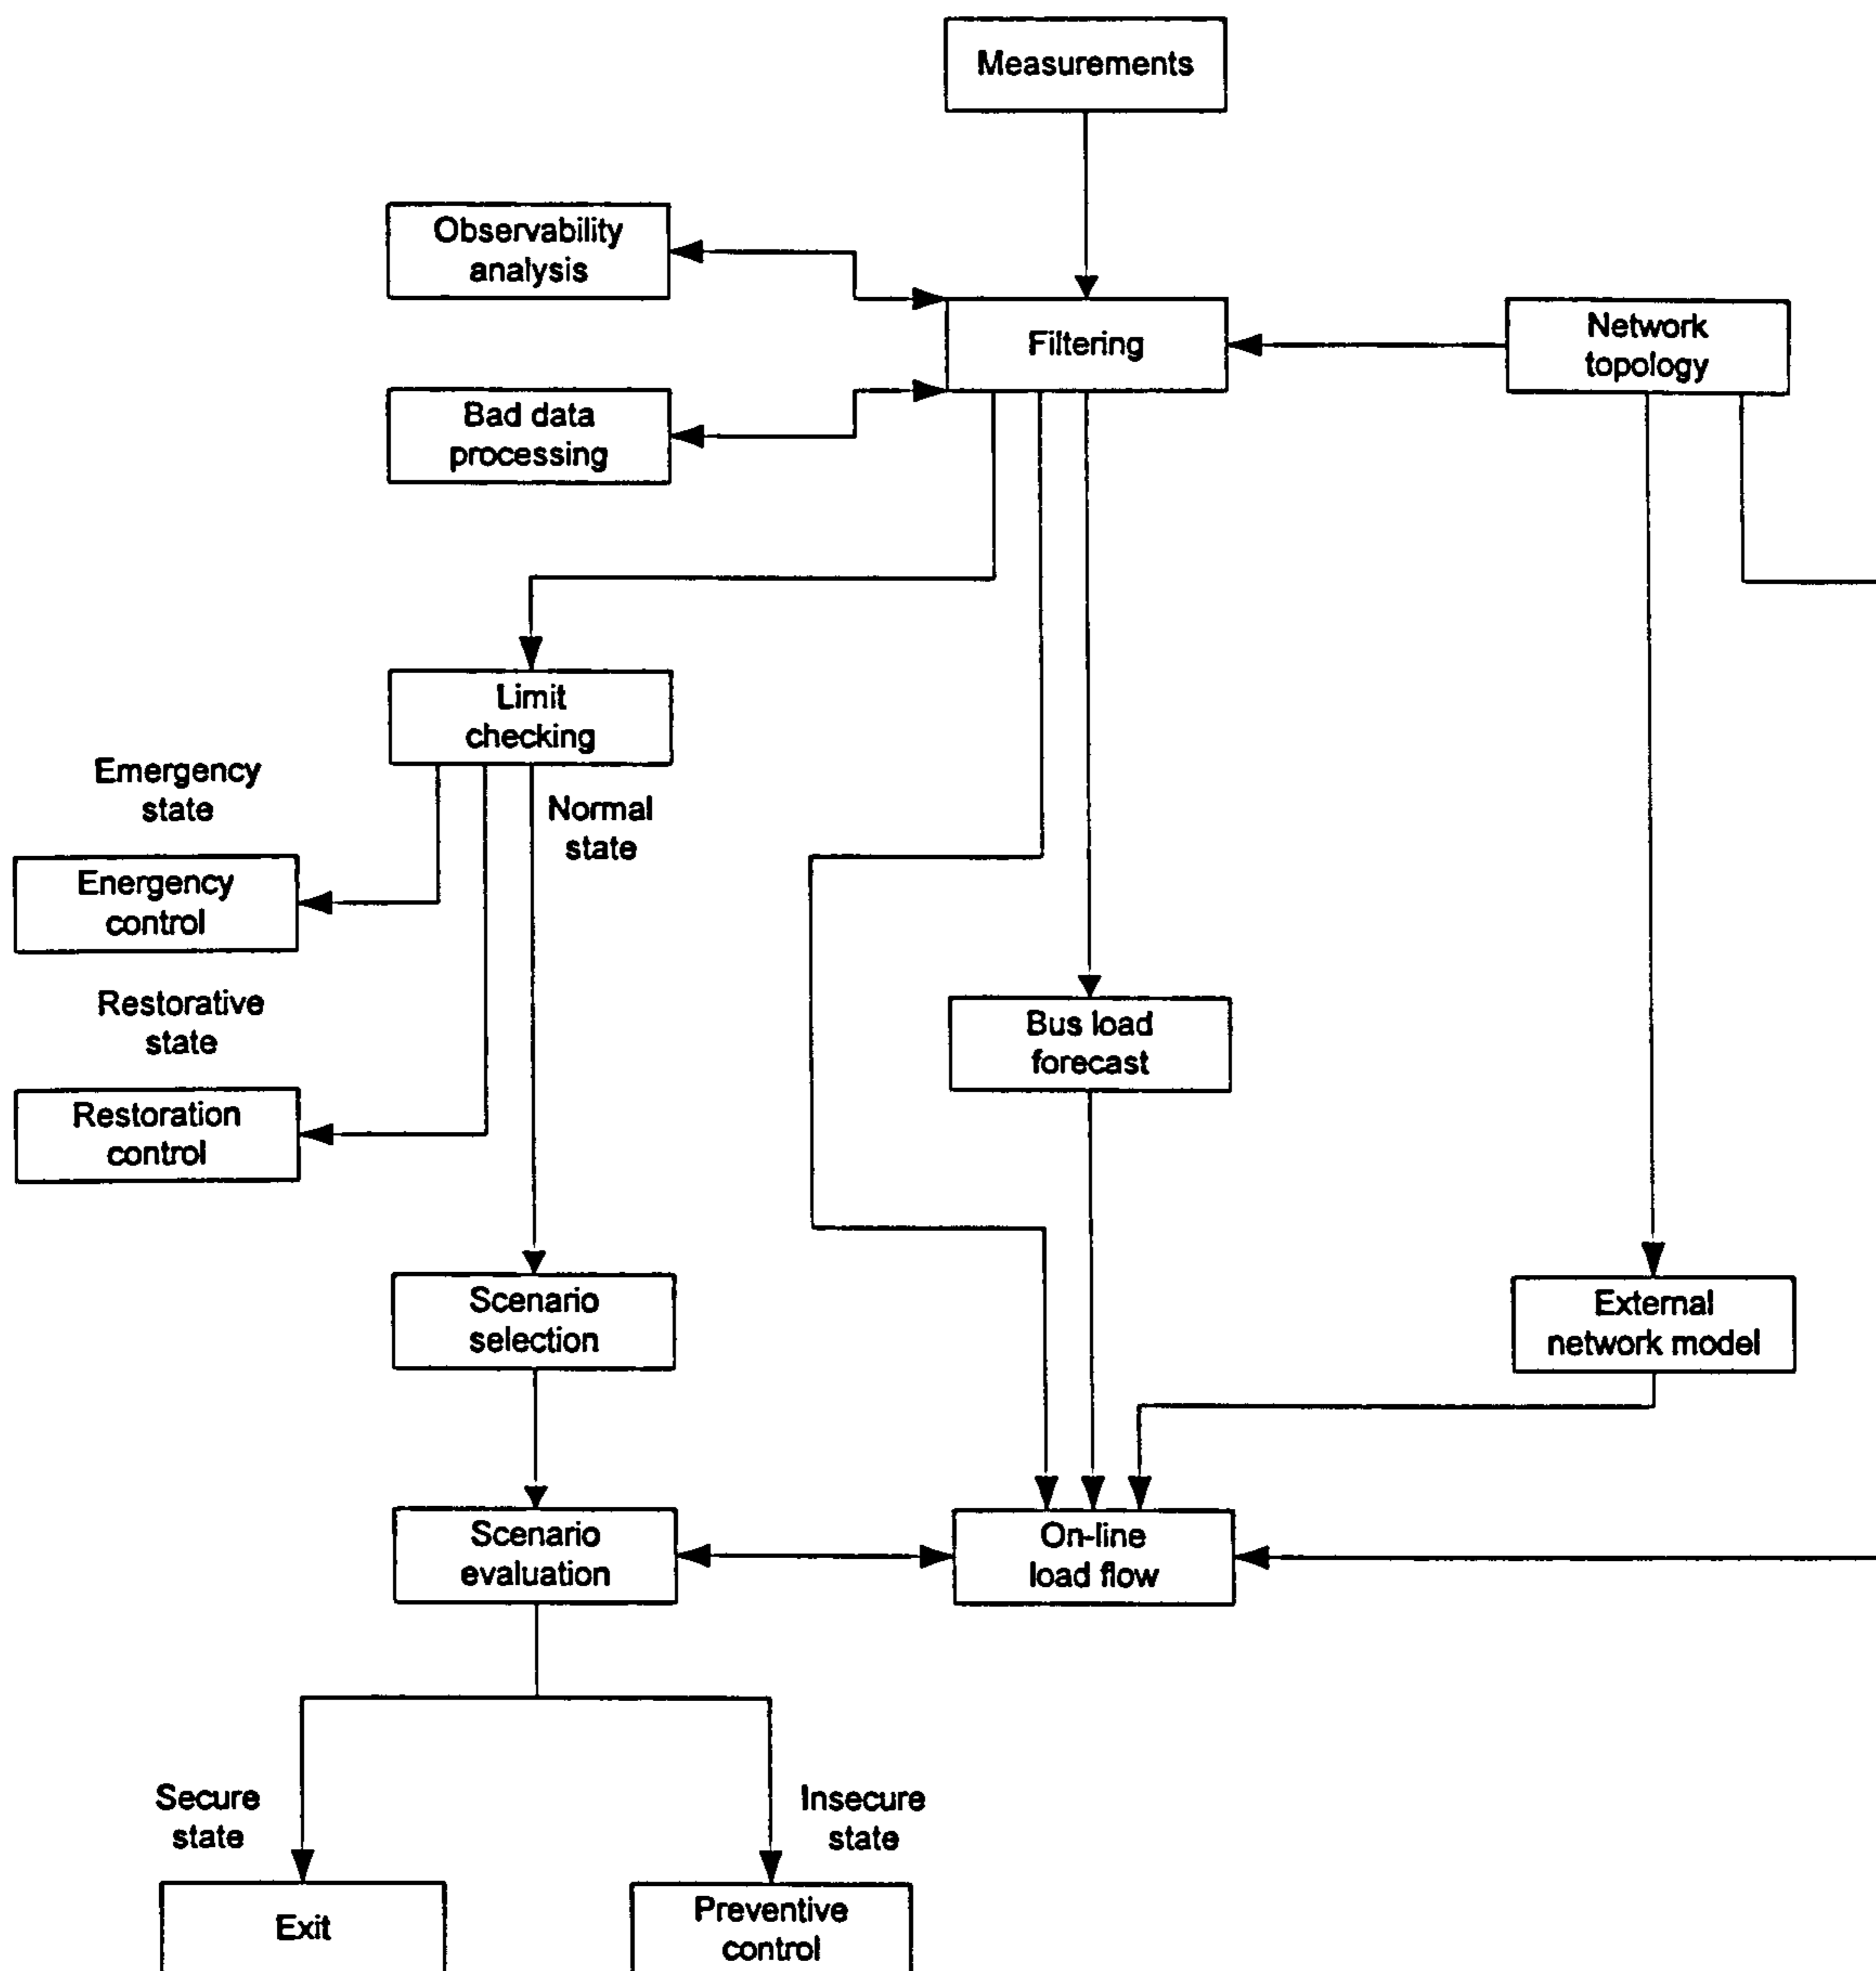 Measurements
Observability
analysis
Filtering
Network
topology
Bad data
processing
Limit
checking
Emergency
state
Normal
state
Energency
control
Restorative
state
Bus load
forecast
Restoration
control
Scenario
selection
External
network model
Scenario
evaluation
On-line
load flow
Secure
state
Insecure
state
Exit
Preventive
control